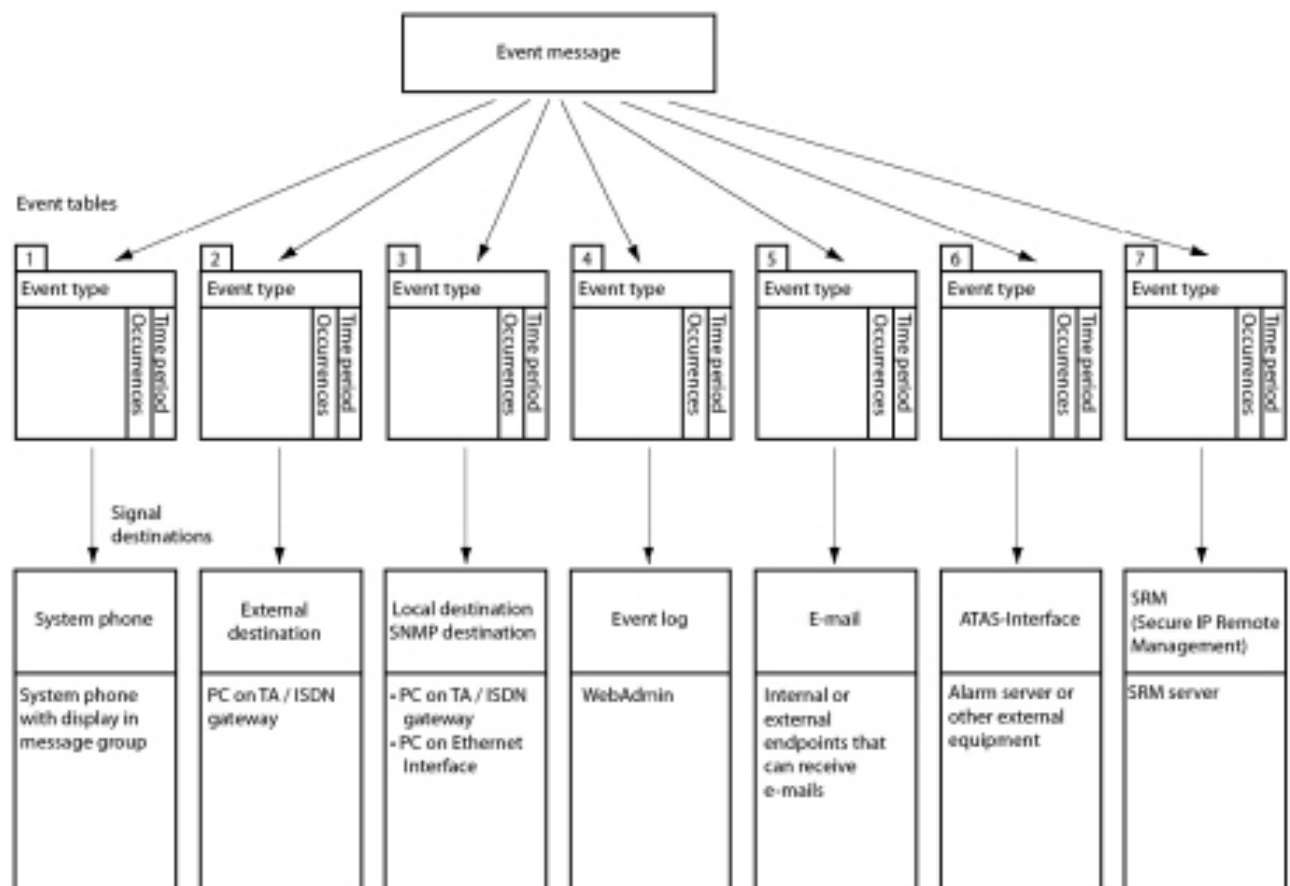 Event message
Event tables
1
Event type
Occurrences
Time period
2
Event type
Occurrences
Time period
3
Event type
Occurrences
Time period
4
Event type
Occurrences
Time period
5
Event type
Occurrences
Time period
6
Event type
Occurrences
Time period
7
Event type
Occurrences
Time period
Signal
destinations
System phone
System phone
with display in
message group
External
destination
PC on TA / ISDN
gateway
Local destination
SNMP destination
- PC on TA / ISDN
gateway
- PC on Ethernet
Interface
Event log
WebAdmin
E-mail
Internal or
external
endpoints that
can receive
e-mails
ATAS-Interface
Alarm server or
other external
equipment
SRM
(Secure IP Remote
Management)
SRM server